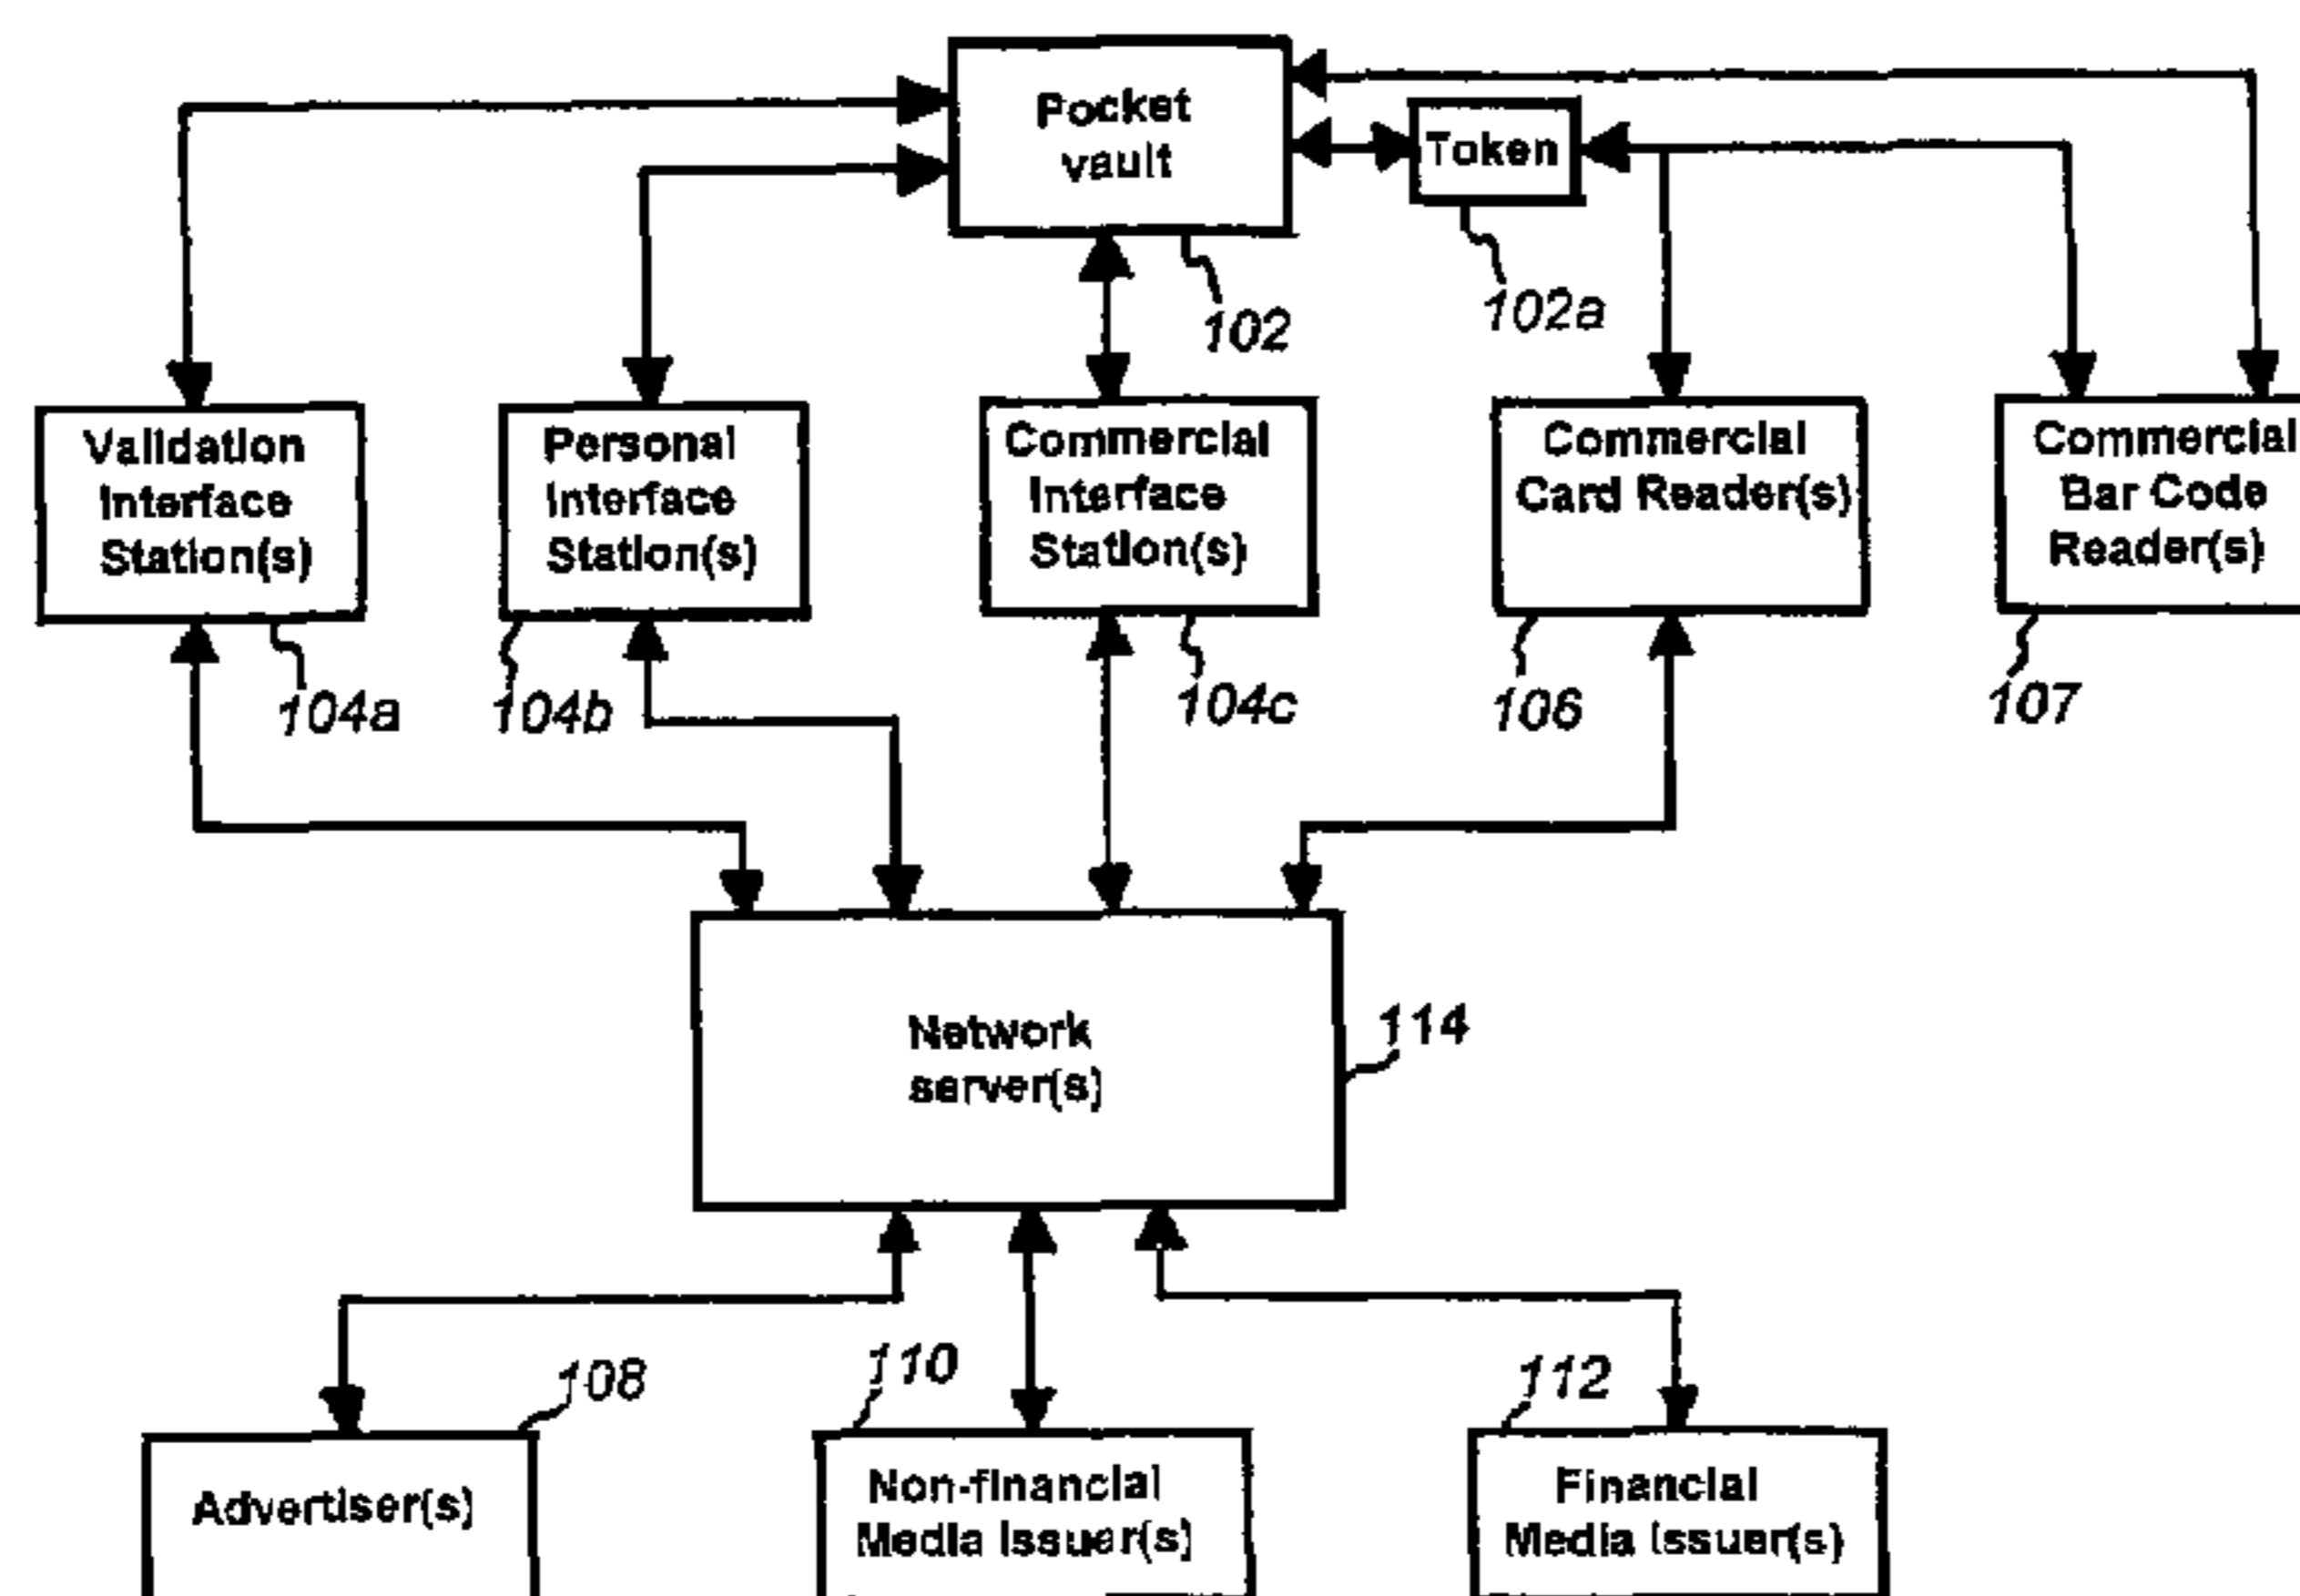 Pocket
vault
Token
102
102a
Validation
Interface
Station(s)
Personal
Interface
Station(s)
Commercial
Interface
Station(s)
Commercial
Card Reader(s)
Commercial
Bar Code
Reader(s)
104a
104b
104c
106
107
Network
server(s)
114
108
110
112
Advertiser(s)
Non-financial
Media Issuer(s)
Financial
Media Issuer(s)